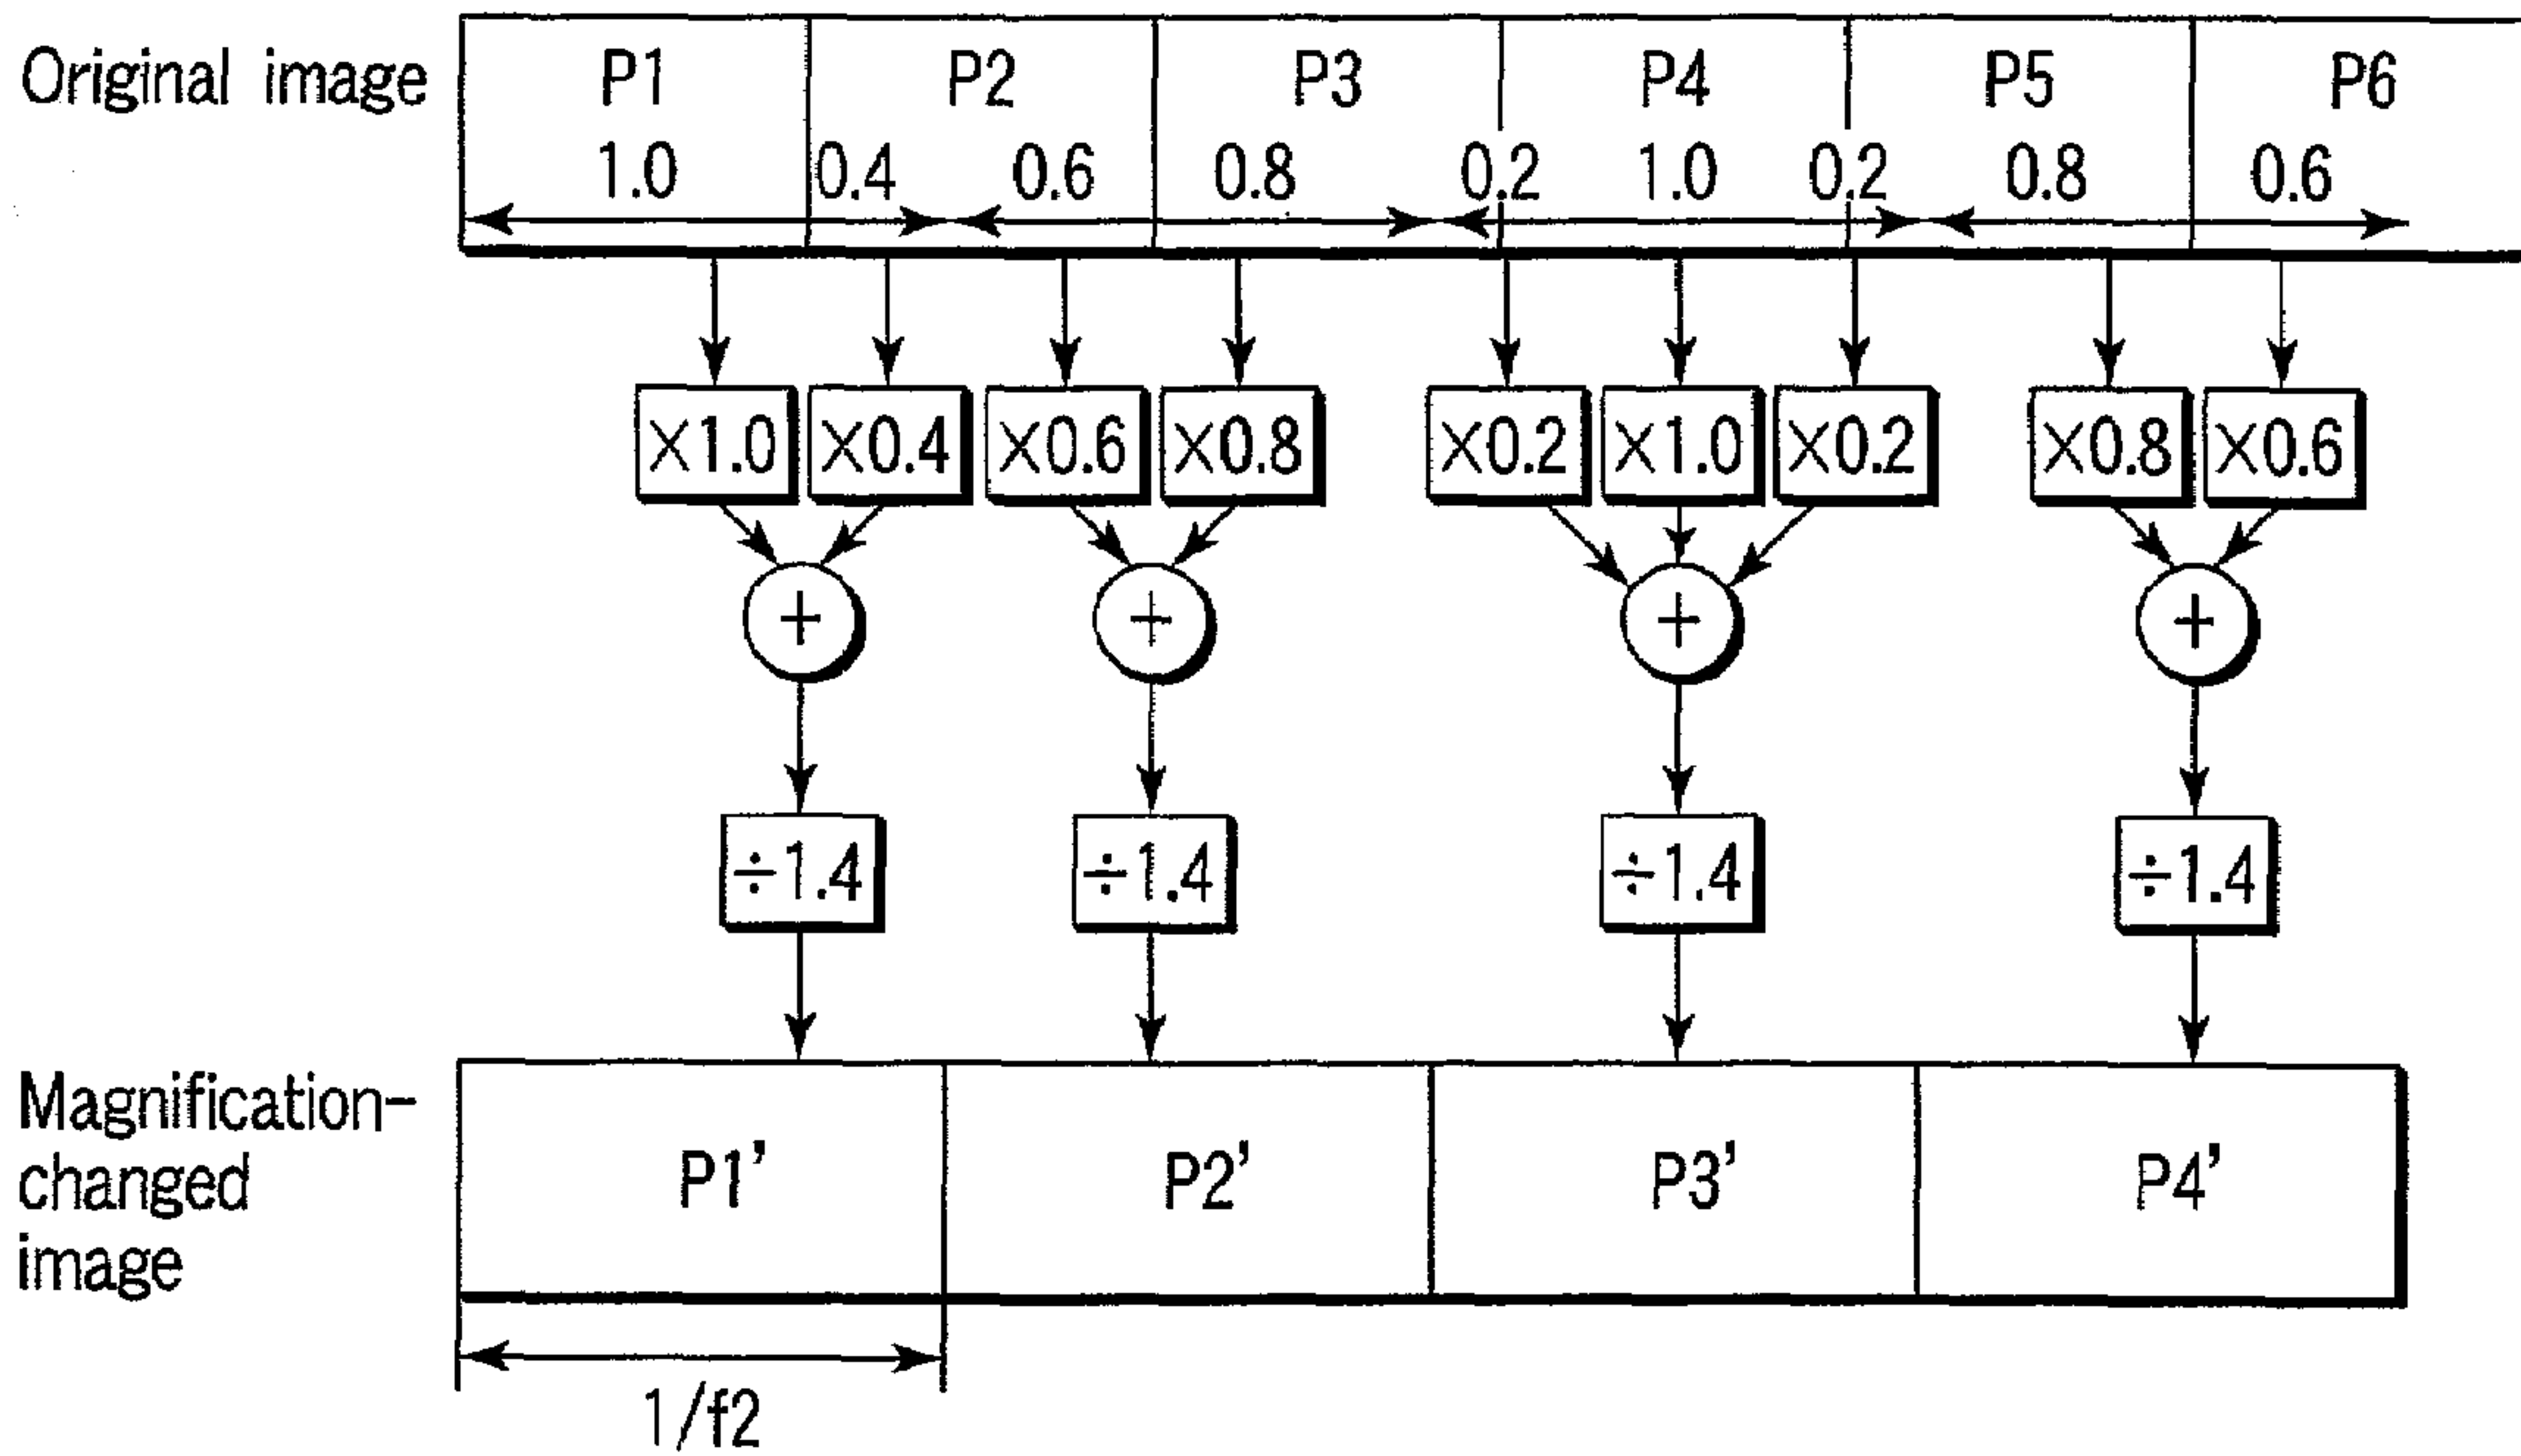 Original image
P1 P2 P3 P4 P5 P6
1.0 0.4 0.6 0.8 0.2 1.0 0.2 0.8 0.6
×1.0 ×0.4 ×0.6 ×0.8 ×0.2 ×1.0 ×0.2 ×0.8 ×0.6
+ + + +
÷1.4 ÷1.4 ÷1.4 ÷1.4
Magnification-
changed
image
P1’ P2’ P3’ P4’
1/f2